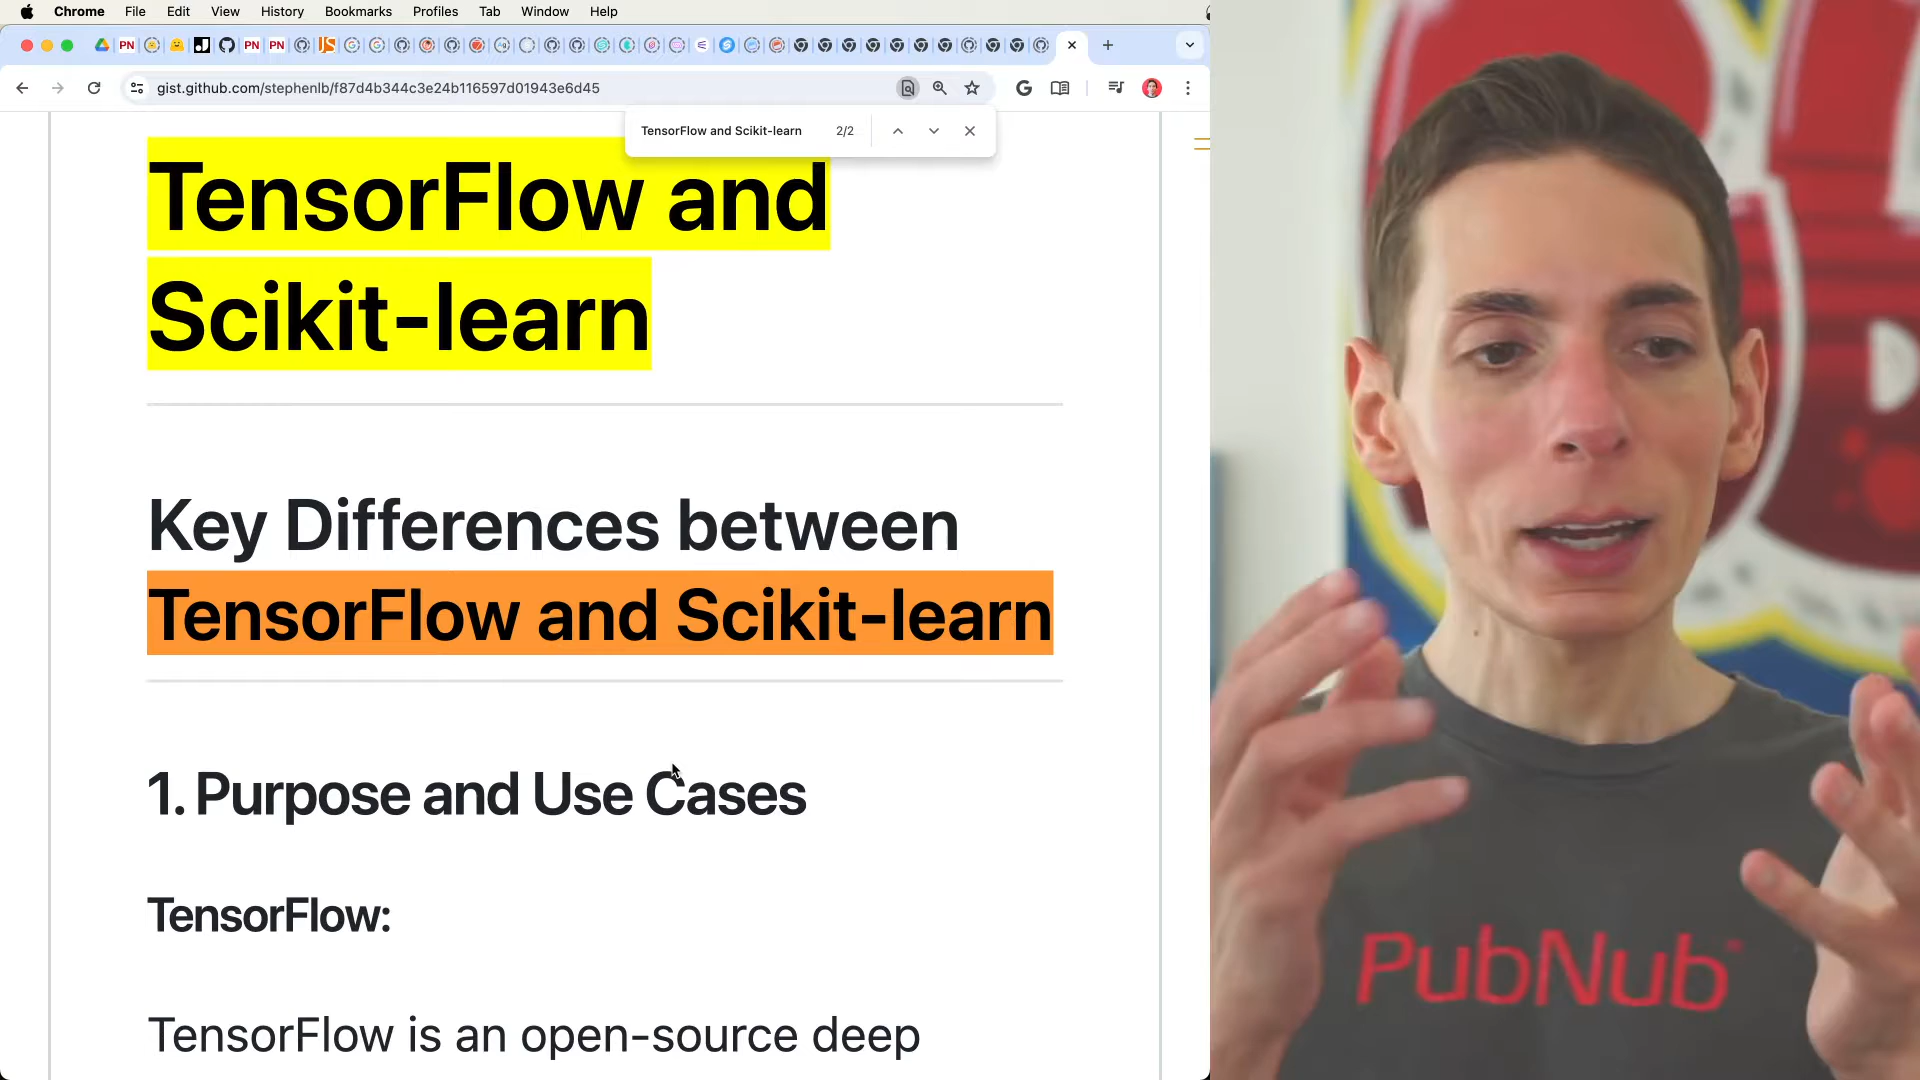 Chrome File Edit View History Bookmarks Profiles Tab Window Help
gist.github.com/stephenlb/f87d4b344c3e24b116597d01943e6d45
TensorFlow and Scikit-learn 2/2
TensorFlow and
Scikit-learn
Key Differences between
TensorFlow and Scikit-learn
1. Purpose and Use Cases
TensorFlow:
TensorFlow is an open-source deep
PubNub